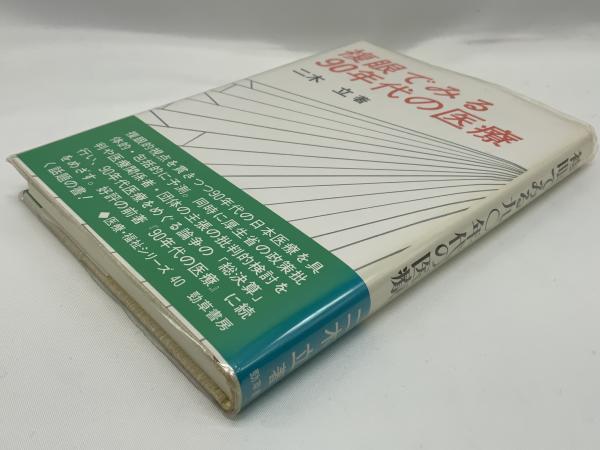 複眼でみる
90年代の医療
二木 立著
複眼的視点を貫きつつ90年代の日本医療を具
体的・包括的に予測。同時に厚生省の政策批
判や医療関係者・団体の主張の批判的検討を
行い、90年代医療をめぐる論争の「総決算」
をめざす。好評の前著『90年代の医療』に続
く話題の書!
◆医療・福祉シリーズ 40 勁草書房
複眼でみる九〇年代の医療
二木 立著